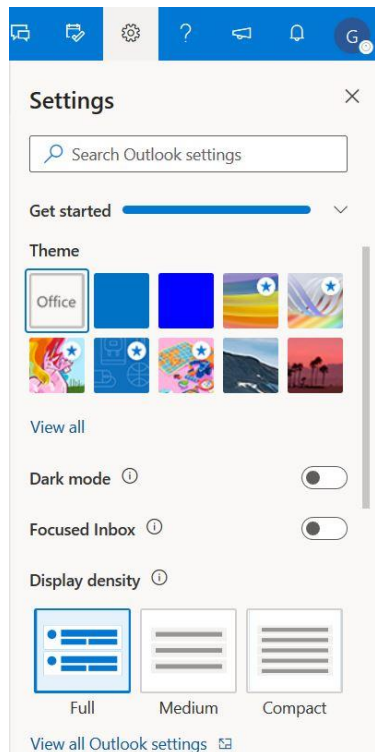 G
Settings
Search Outlook settings
Get started
Theme
Office
View all
Dark mode
Focused Inbox
Display density
Full Medium Compact
View all Outlook settings